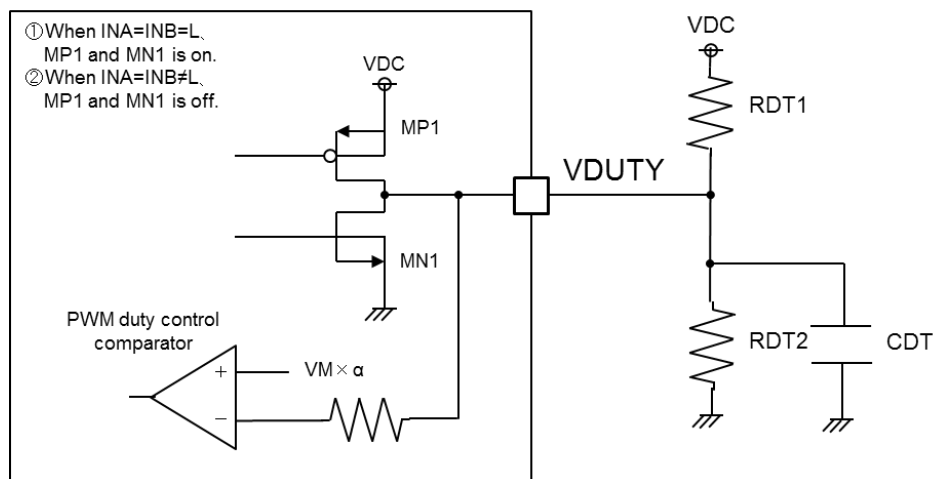 ①When INA=INB=L、
MP1 and MN1 is on.
②When INA=INB≠L、
MP1 and MN1 is off.
VDC
MP1
MN1
VDUTY
VDC
RDT1
RDT2
CDT
PWM duty control
comparator
+
VM×α
−